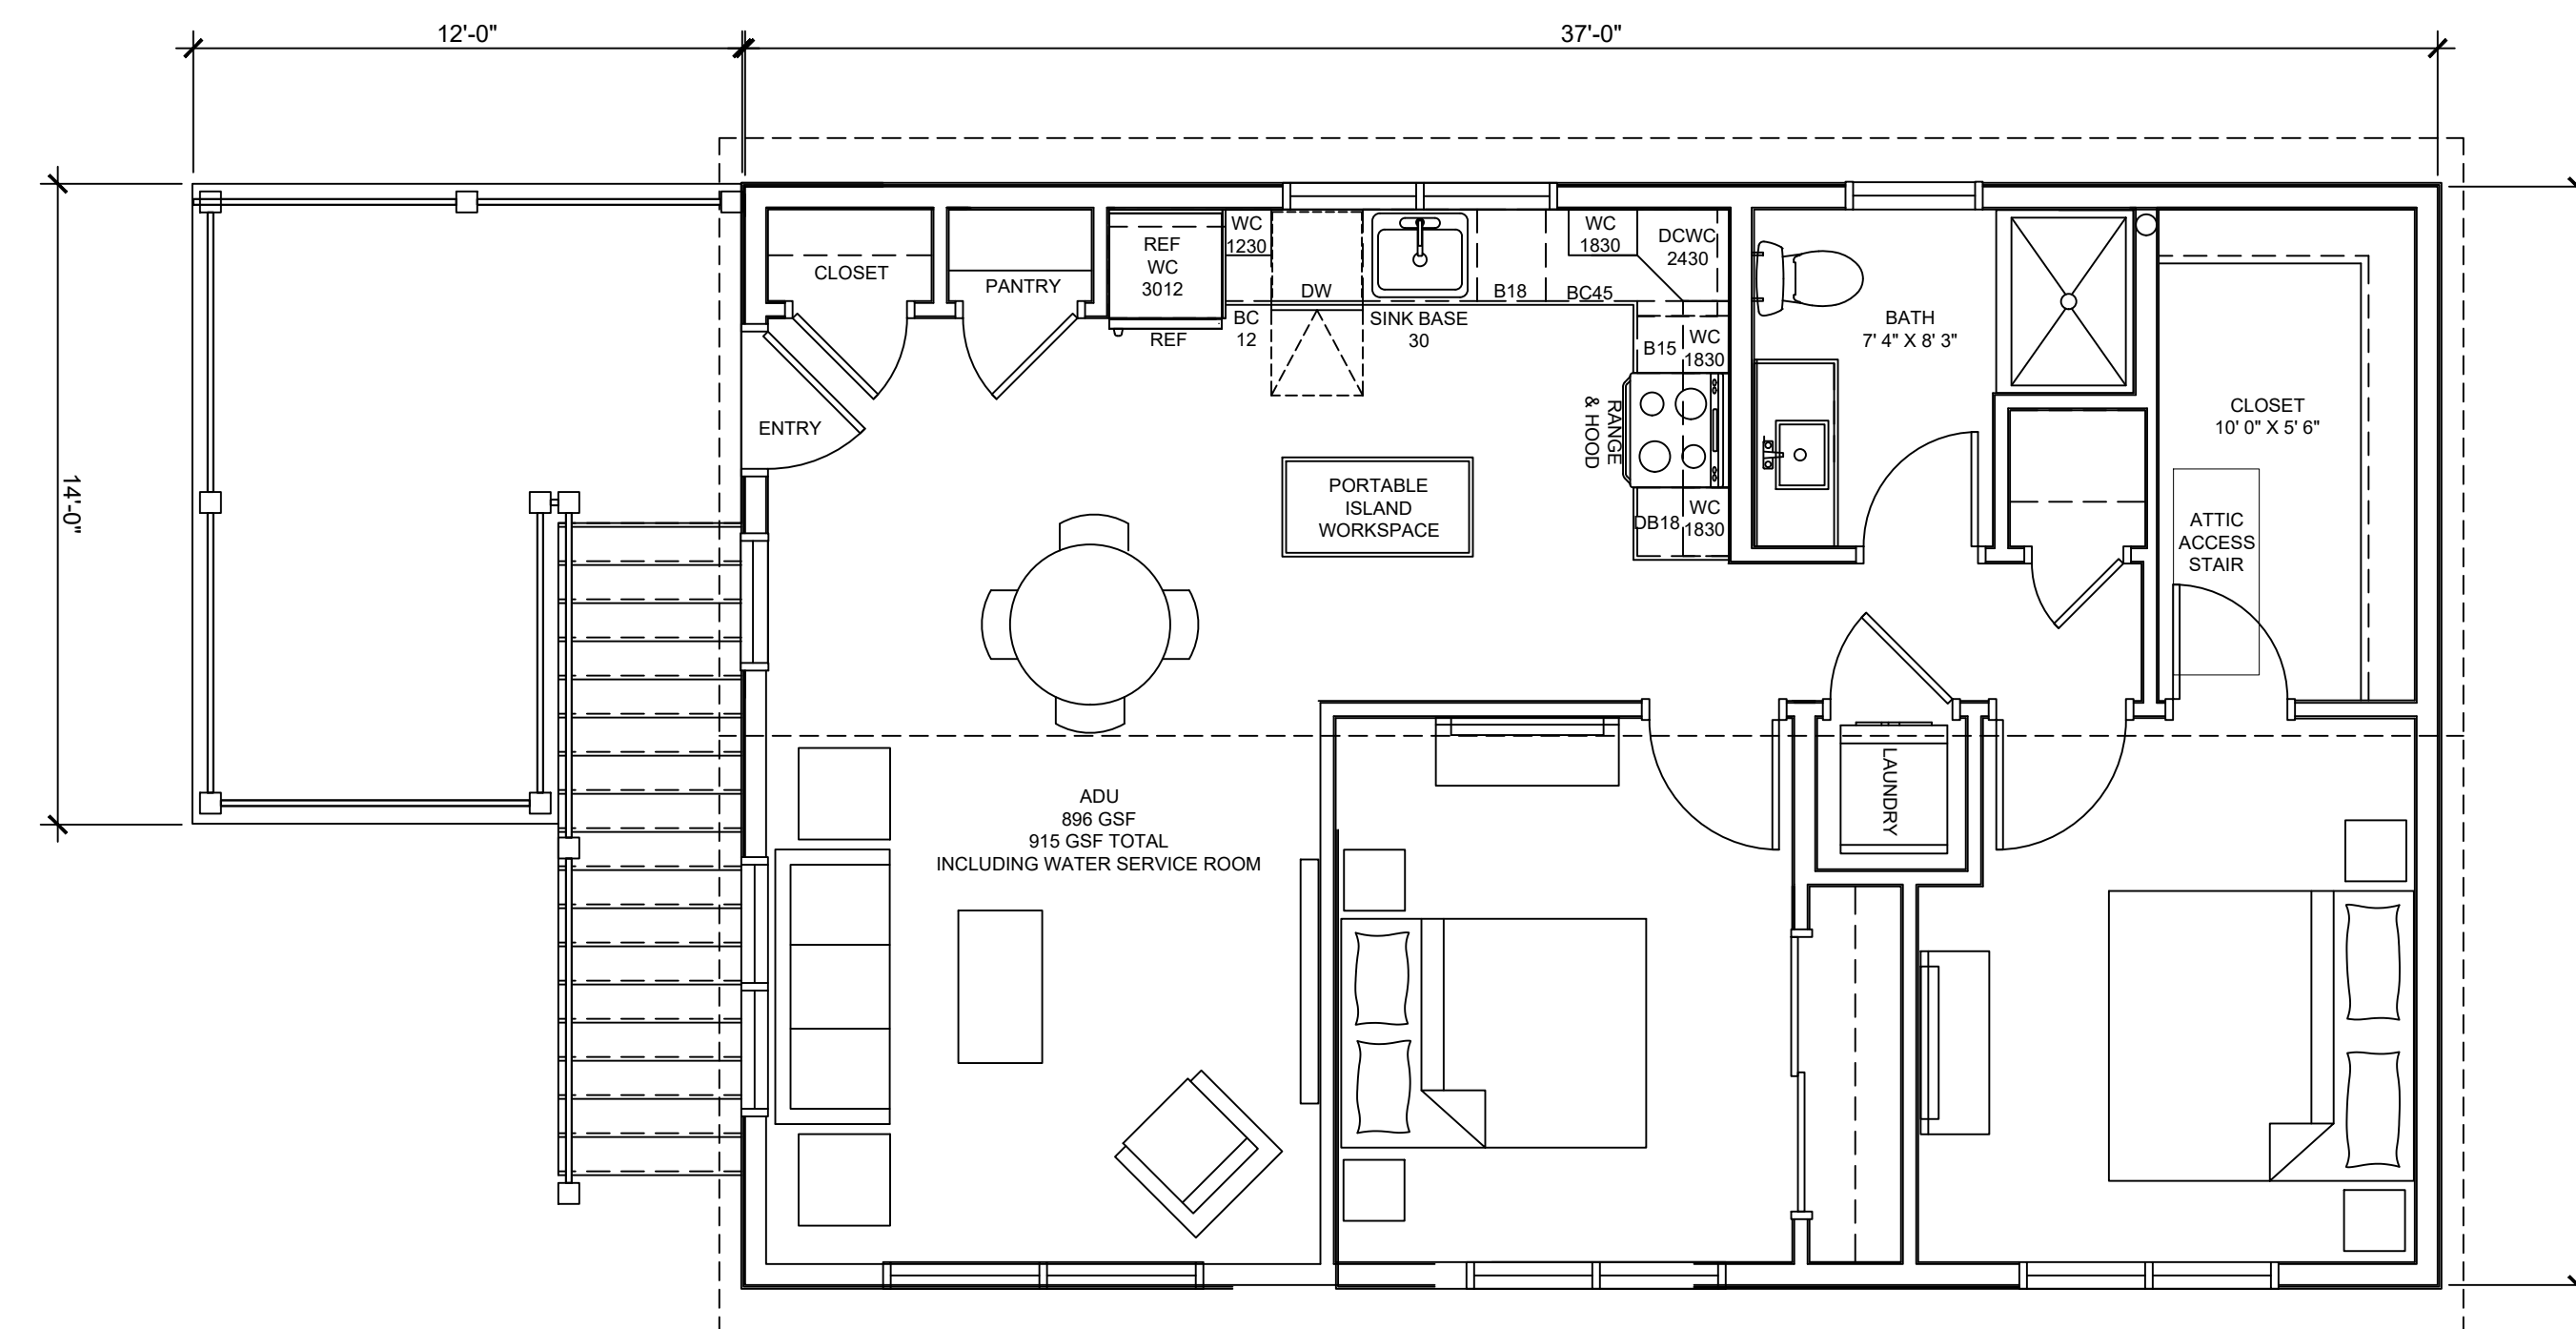 12'-0"
37'-0"
14'-0"
CLOSET
PANTRY
REF
WC
3012
REF
WC
1230
BC
12
DW
SINK BASE
30
B18
BC45
WC
1830
DCWC
2430
B15
WC
1830
RANGE
& HOOD
DB18
WC
1830
BATH
7' 4" X 8' 3"
CLOSET
10' 0" X 5' 6"
ATTIC
ACCESS
STAIR
ENTRY
PORTABLE
ISLAND
WORKSPACE
LAUNDRY
ADU
896 GSF
915 GSF TOTAL
INCLUDING WATER SERVICE ROOM